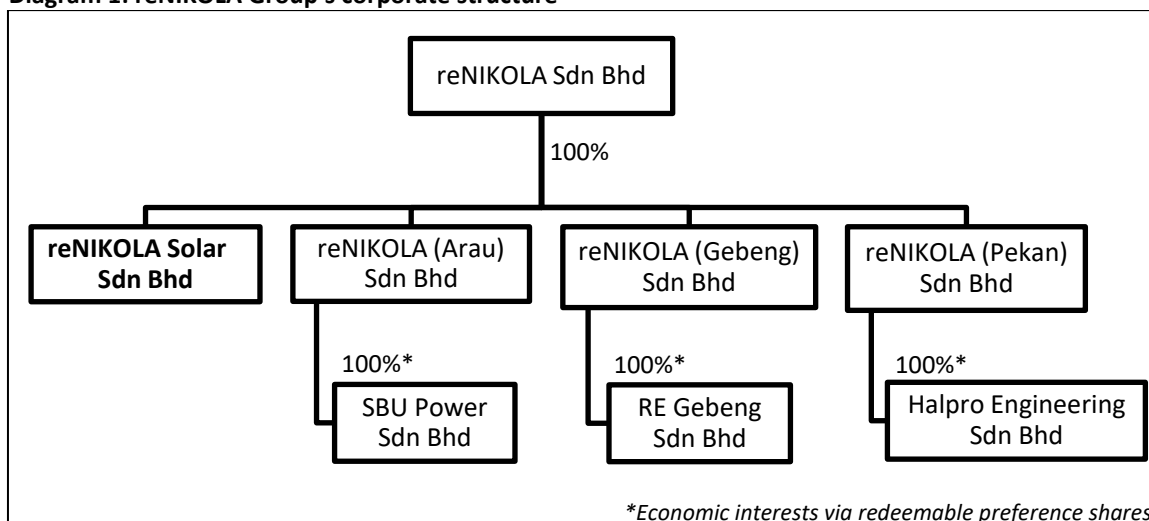 Diagram 1: reNIKOLA Group's corporate structure
reNIKOLA Sdn Bhd
100%
reNIKOLA Solar
Sdn Bhd
reNIKOLA (Arau)
Sdn Bhd
reNIKOLA (Gebeng)
Sdn Bhd
reNIKOLA (Pekan)
Sdn Bhd
100%*
SBU Power
Sdn Bhd
100%*
RE Gebeng
Sdn Bhd
100%*
Halpro Engineering
Sdn Bhd
*Economic interests via redeemable preference shares